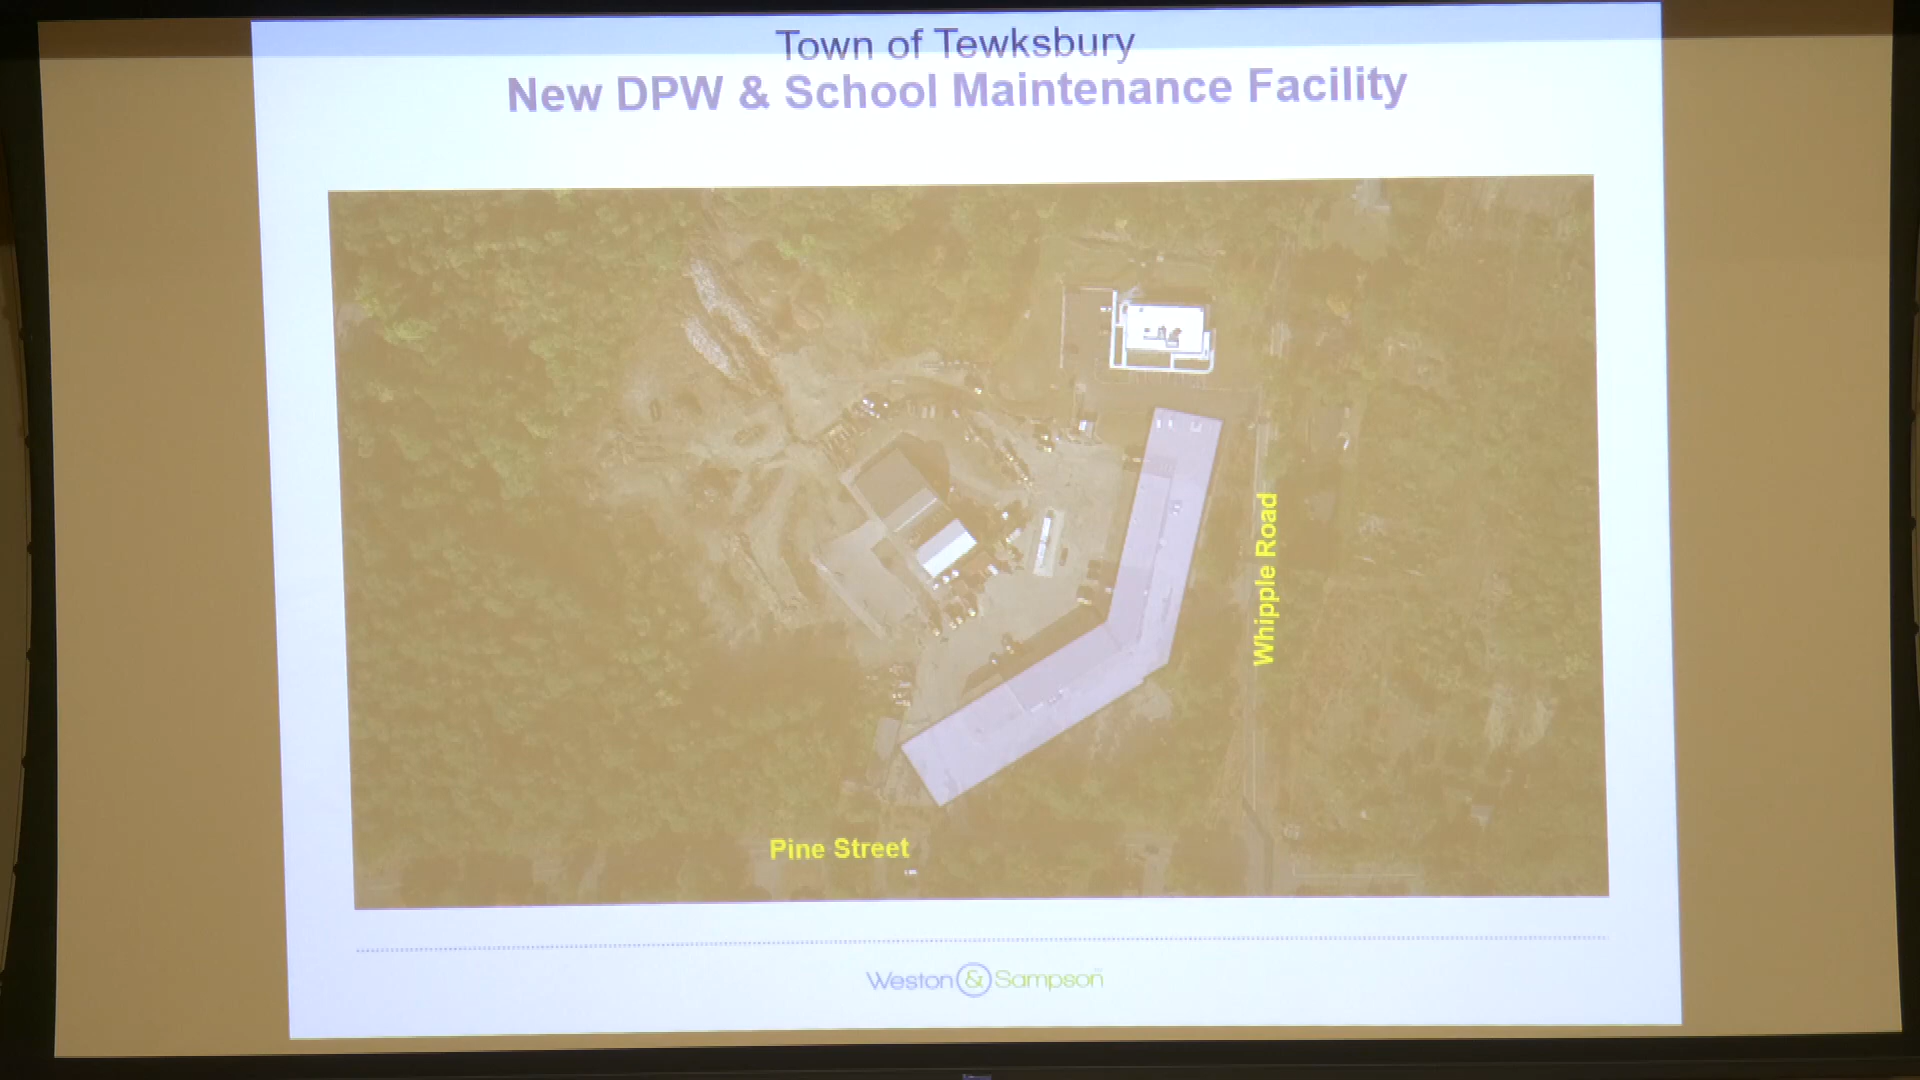 Town of Tewksbury
New DPW & School Maintenance Facility
Whipple Road
Pine Street
Weston & Sampson